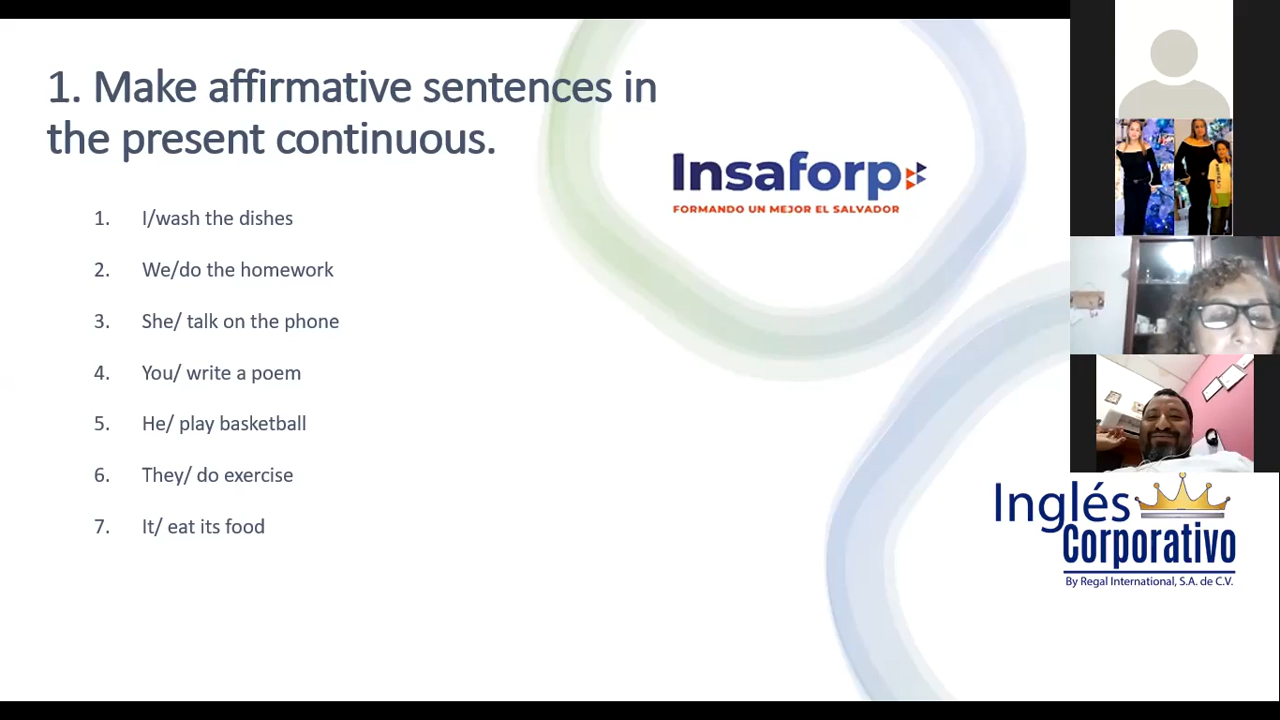 1. Make affirmative sentences in
the present continuous.
1. I/wash the dishes
2. We/do the homework
3. She/ talk on the phone
4. You/ write a poem
5. He/ play basketball
6. They/ do exercise
7. It/ eat its food
Insaforp
FORMANDO UN MEJOR EL SALVADOR
Inglés
Corporativo
By Regal International, S.A. de C.V.